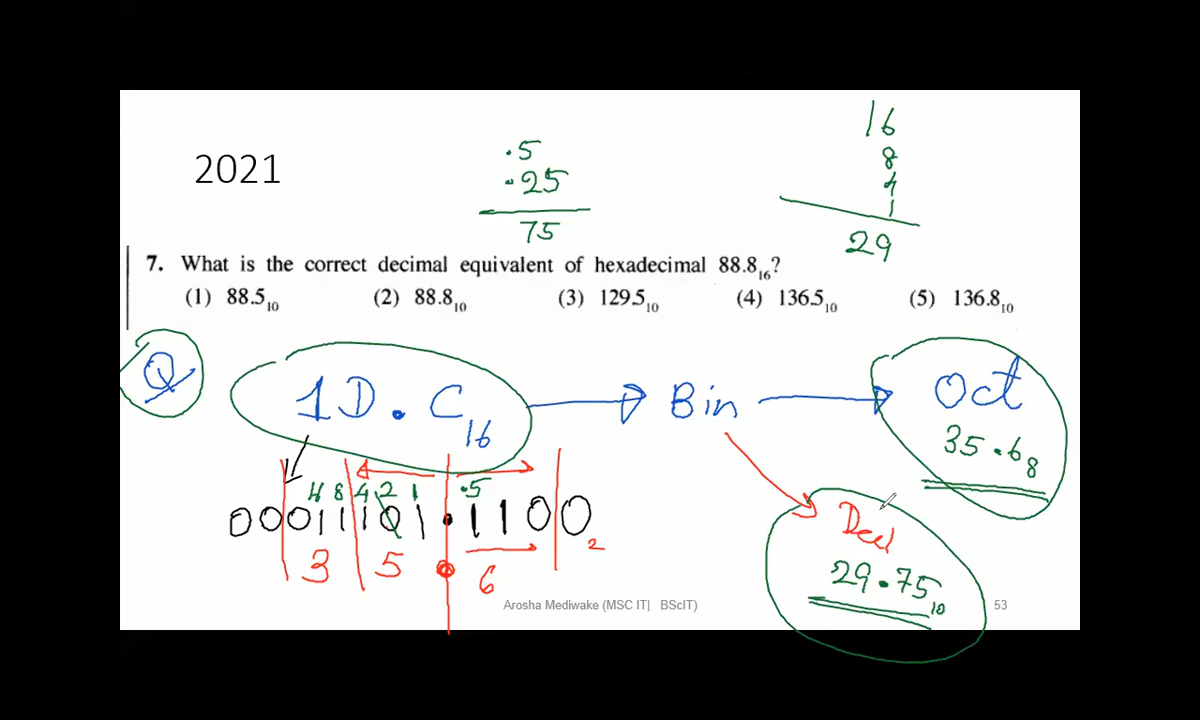 2021
.5
.25
75
16
8
4
1
29
7. What is the correct decimal equivalent of hexadecimal 88.8₁₆?
(1) 88.5₁₀ (2) 88.8₁₀ (3) 129.5₁₀ (4) 136.5₁₀ (5) 136.8₁₀
Q 1D.C₁₆ Bin Oct
35.6₈
8 4 2 1 .5
00011101.1100₂
3 5 . 6
Dec
29.75₁₀
Arosha Mediwake (MSC IT| BScIT) 53